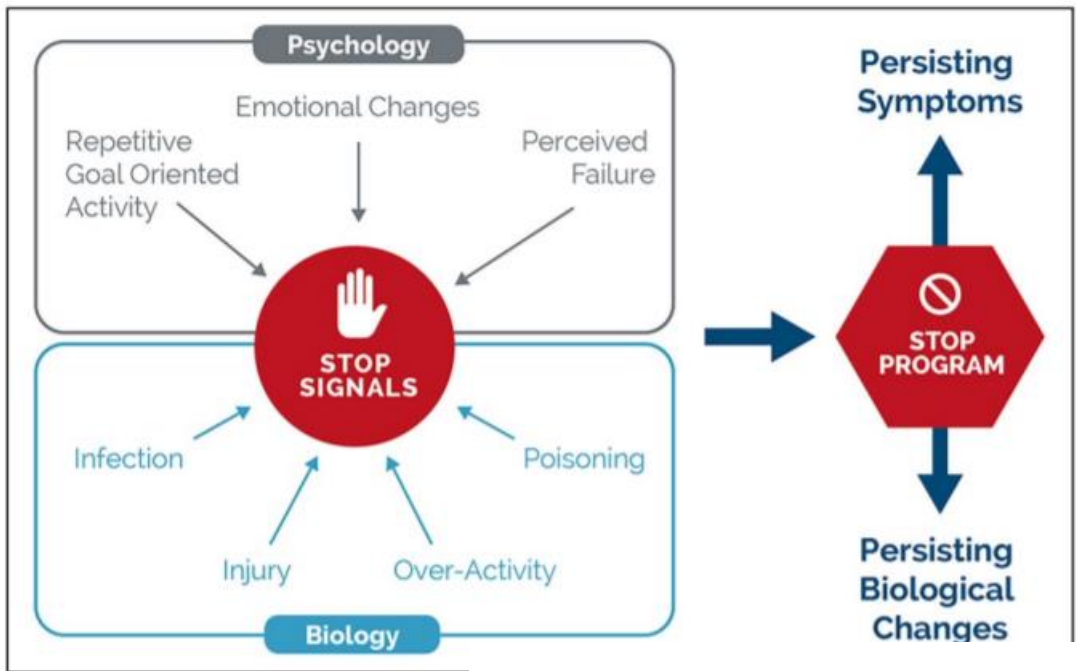 Psychology
Emotional Changes
Repetitive
Goal Oriented
Activity
Perceived
Failure
STOP
SIGNALS
Infection
Poisoning
Injury
Over-Activity
Biology
Persisting
Symptoms
STOP
PROGRAM
Persisting
Biological
Changes